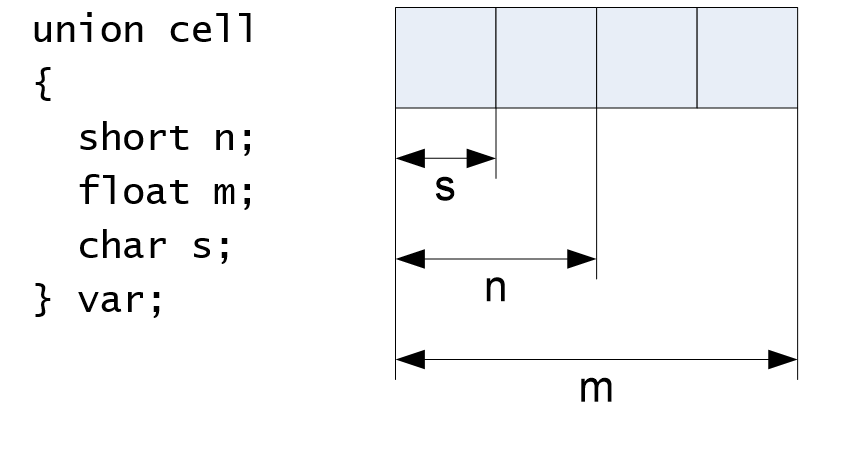 union cell
{
short n;
float m;
char s;
} var;
s
n
m